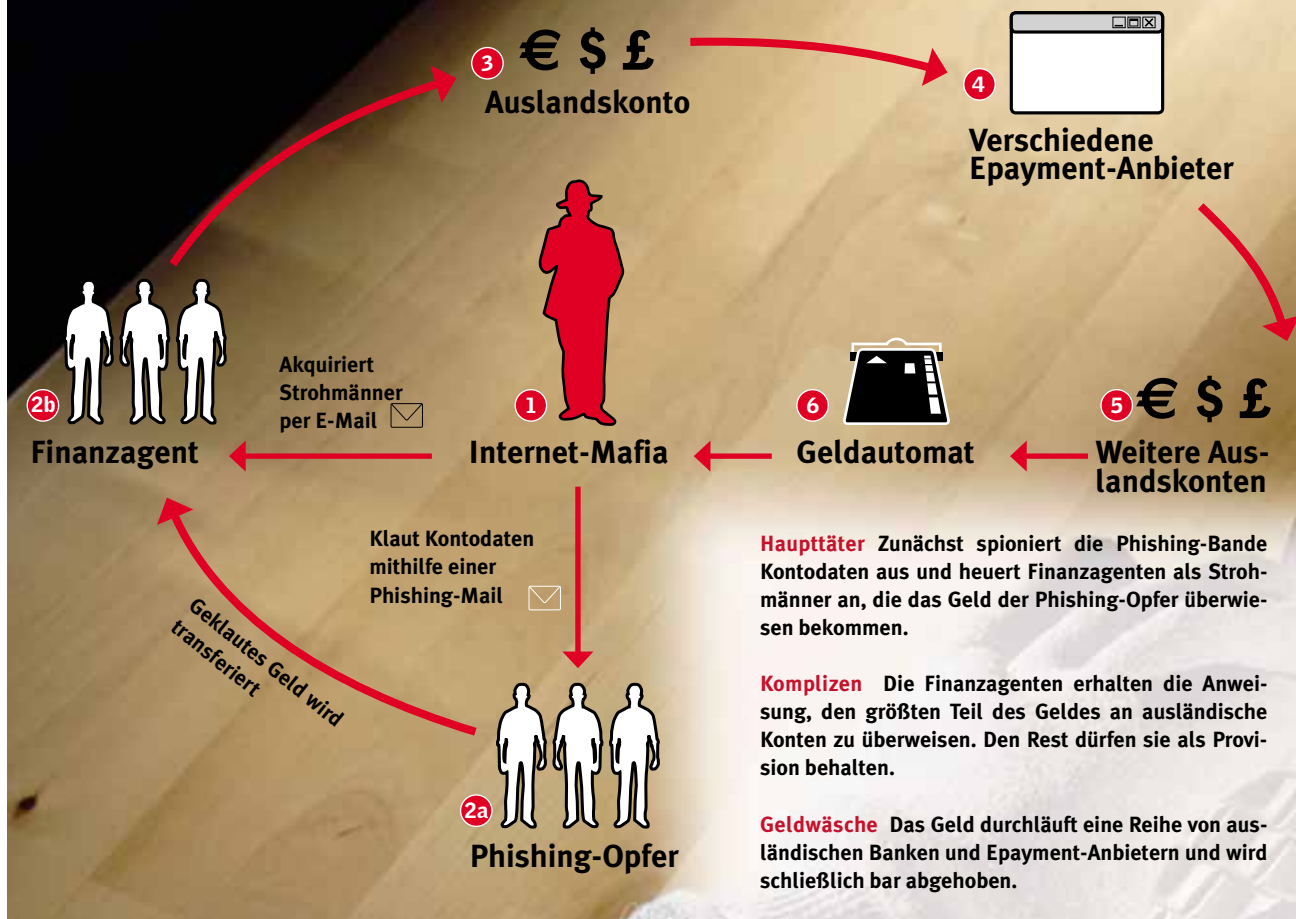 3 € $ £
Auslandskonto
4
Verschiedene
Epayment-Anbieter
2b
Finanzagent
Akquiriert
Strohmänner
per E-Mail
1
Internet-Mafia
6
Geldautomat
5 € $ £
Weitere Aus-
landskonten
Klaut Kontodaten
mithilfe einer
Phishing-Mail
Geklautes Geld wird
transferiert
2a
Phishing-Opfer
Haupttäter Zunächst spioniert die Phishing-Bande
Kontodaten aus und heuert Finanzagenten als Stroh-
männer an, die das Geld der Phishing-Opfer überwie-
sen bekommen.
Komplizen Die Finanzagenten erhalten die Anwei-
sung, den größten Teil des Geldes an ausländische
Konten zu überweisen. Den Rest dürfen sie als Provi-
sion behalten.
Geldwäsche Das Geld durchläuft eine Reihe von aus-
ländischen Banken und Epayment-Anbietern und wird
schließlich bar abgehoben.